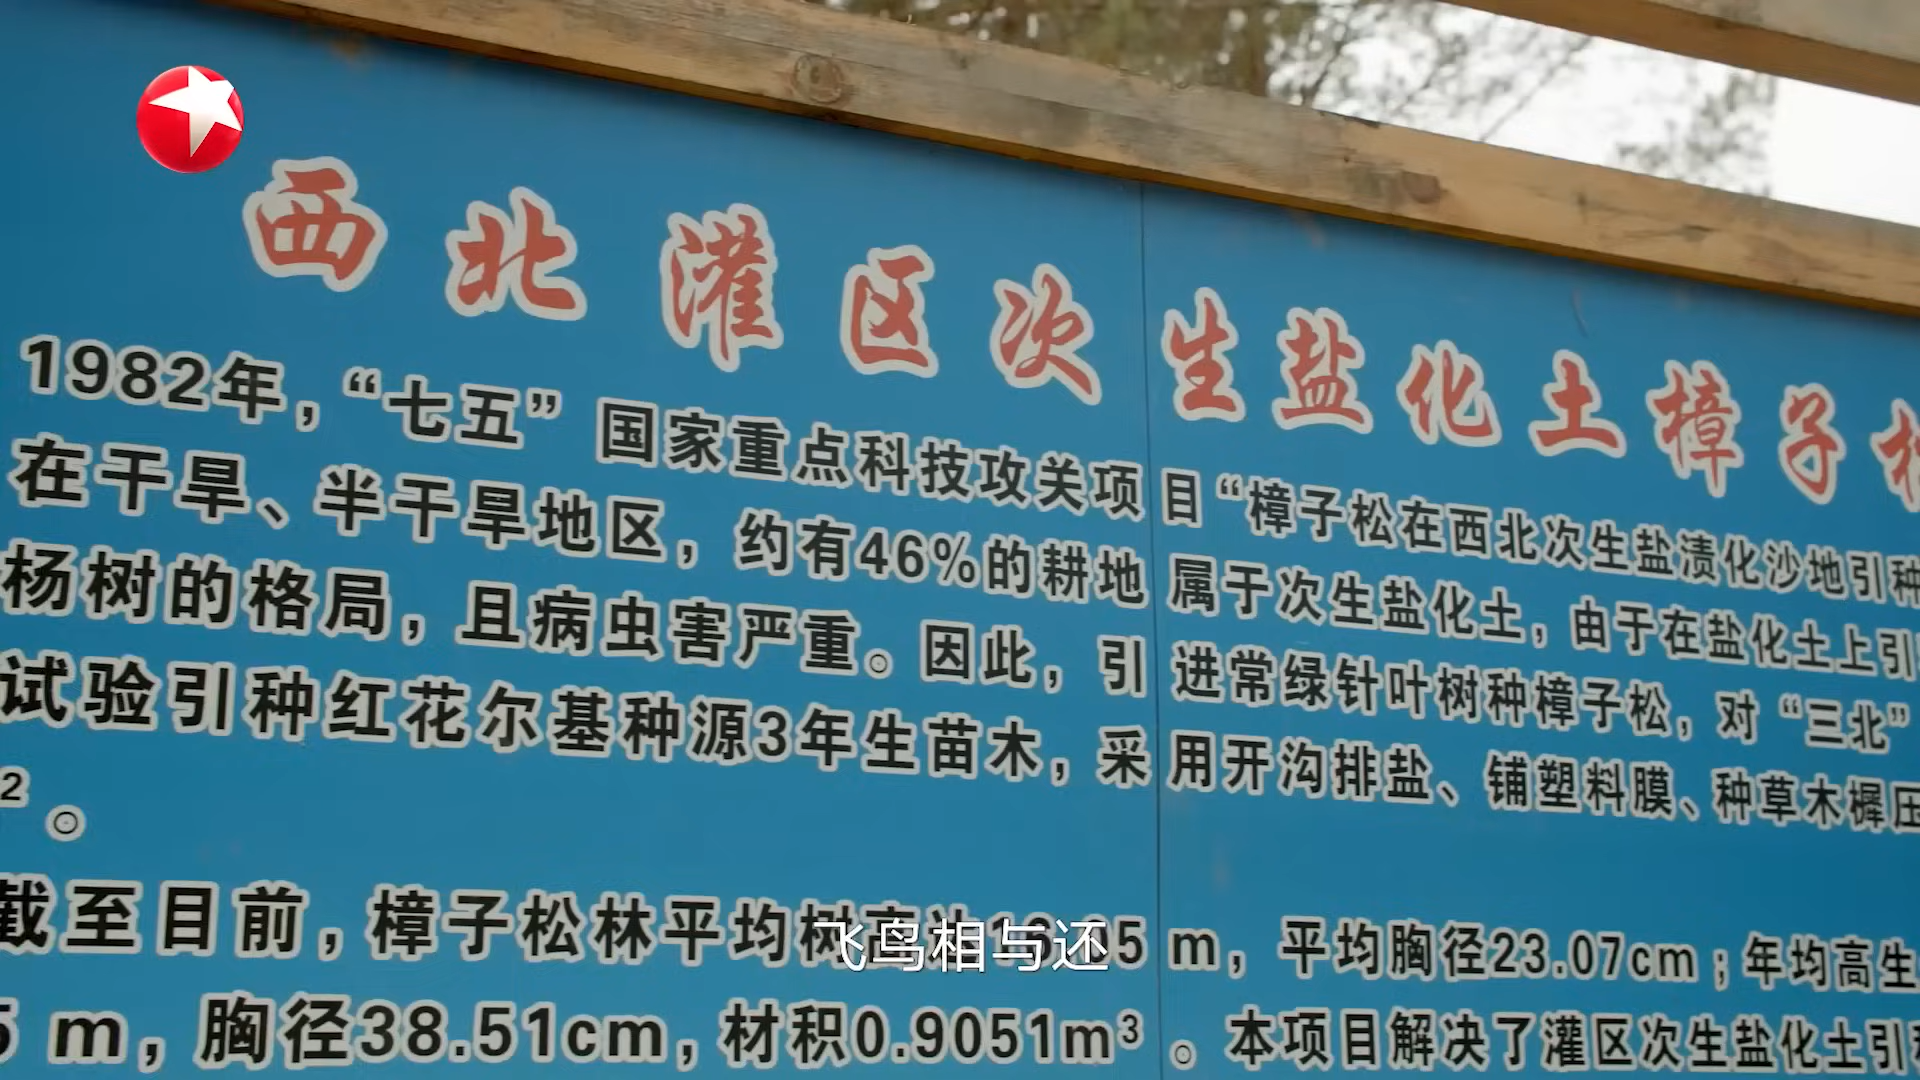 西北灌区次生盐化土樟子
1982年，“七五”国家重点科技攻关项目“樟子松在西北次生盐渍化沙地引种
在干旱、半干旱地区，约有46%的耕地属于次生盐化土，由于在盐化土上引
杨树的格局，且病虫害严重。因此，引进常绿针叶树种樟子松，对“三北”
试验引种红花尔基种源3年生苗木，采用开沟排盐、铺塑料膜、种草木樨压
2。
截至目前，樟子松林平均树 5 m，平均胸径23.07cm；年均高生
飞鸟相与还
5 m，胸径38.51cm，材积0.9051m³。本项目解决了灌区次生盐化土引种